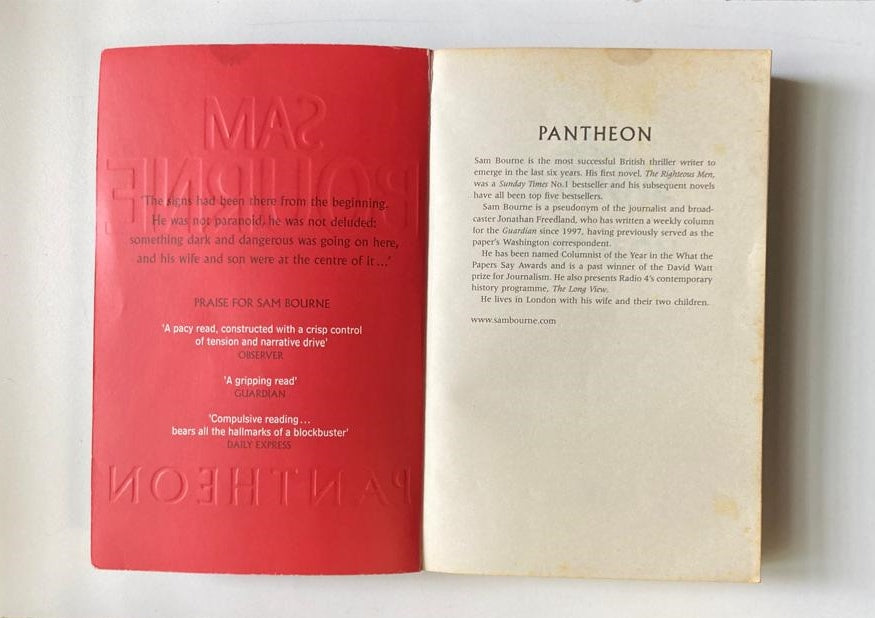 SAM
BOURNE
'The signs had been there from the beginning.
He was not paranoid, he was not deluded:
something dark and dangerous was going on here,
and his wife and son were at the centre of it...'
PRAISE FOR SAM BOURNE
'A pacy read, constructed with a crisp control
of tension and narrative drive'
OBSERVER
'A gripping read'
GUARDIAN
'Compulsive reading...
bears all the hallmarks of a blockbuster'
DAILY EXPRESS
PANTHEON
PANTHEON
Sam Bourne is the most successful British thriller writer to
emerge in the last six years. His first novel, The Righteous Men,
was a Sunday Times No.1 bestseller and his subsequent novels
have all been top five bestsellers.
Sam Bourne is a pseudonym of the journalist and broad-
caster Jonathan Freedland, who has written a weekly column
for the Guardian since 1997, having previously served as the
paper's Washington correspondent.
He has been named Columnist of the Year in the What the
Papers Say Awards and is a past winner of the David Watt
prize for Journalism. He also presents Radio 4's contemporary
history programme, The Long View.
He lives in London with his wife and their two children.
www.sambourne.com